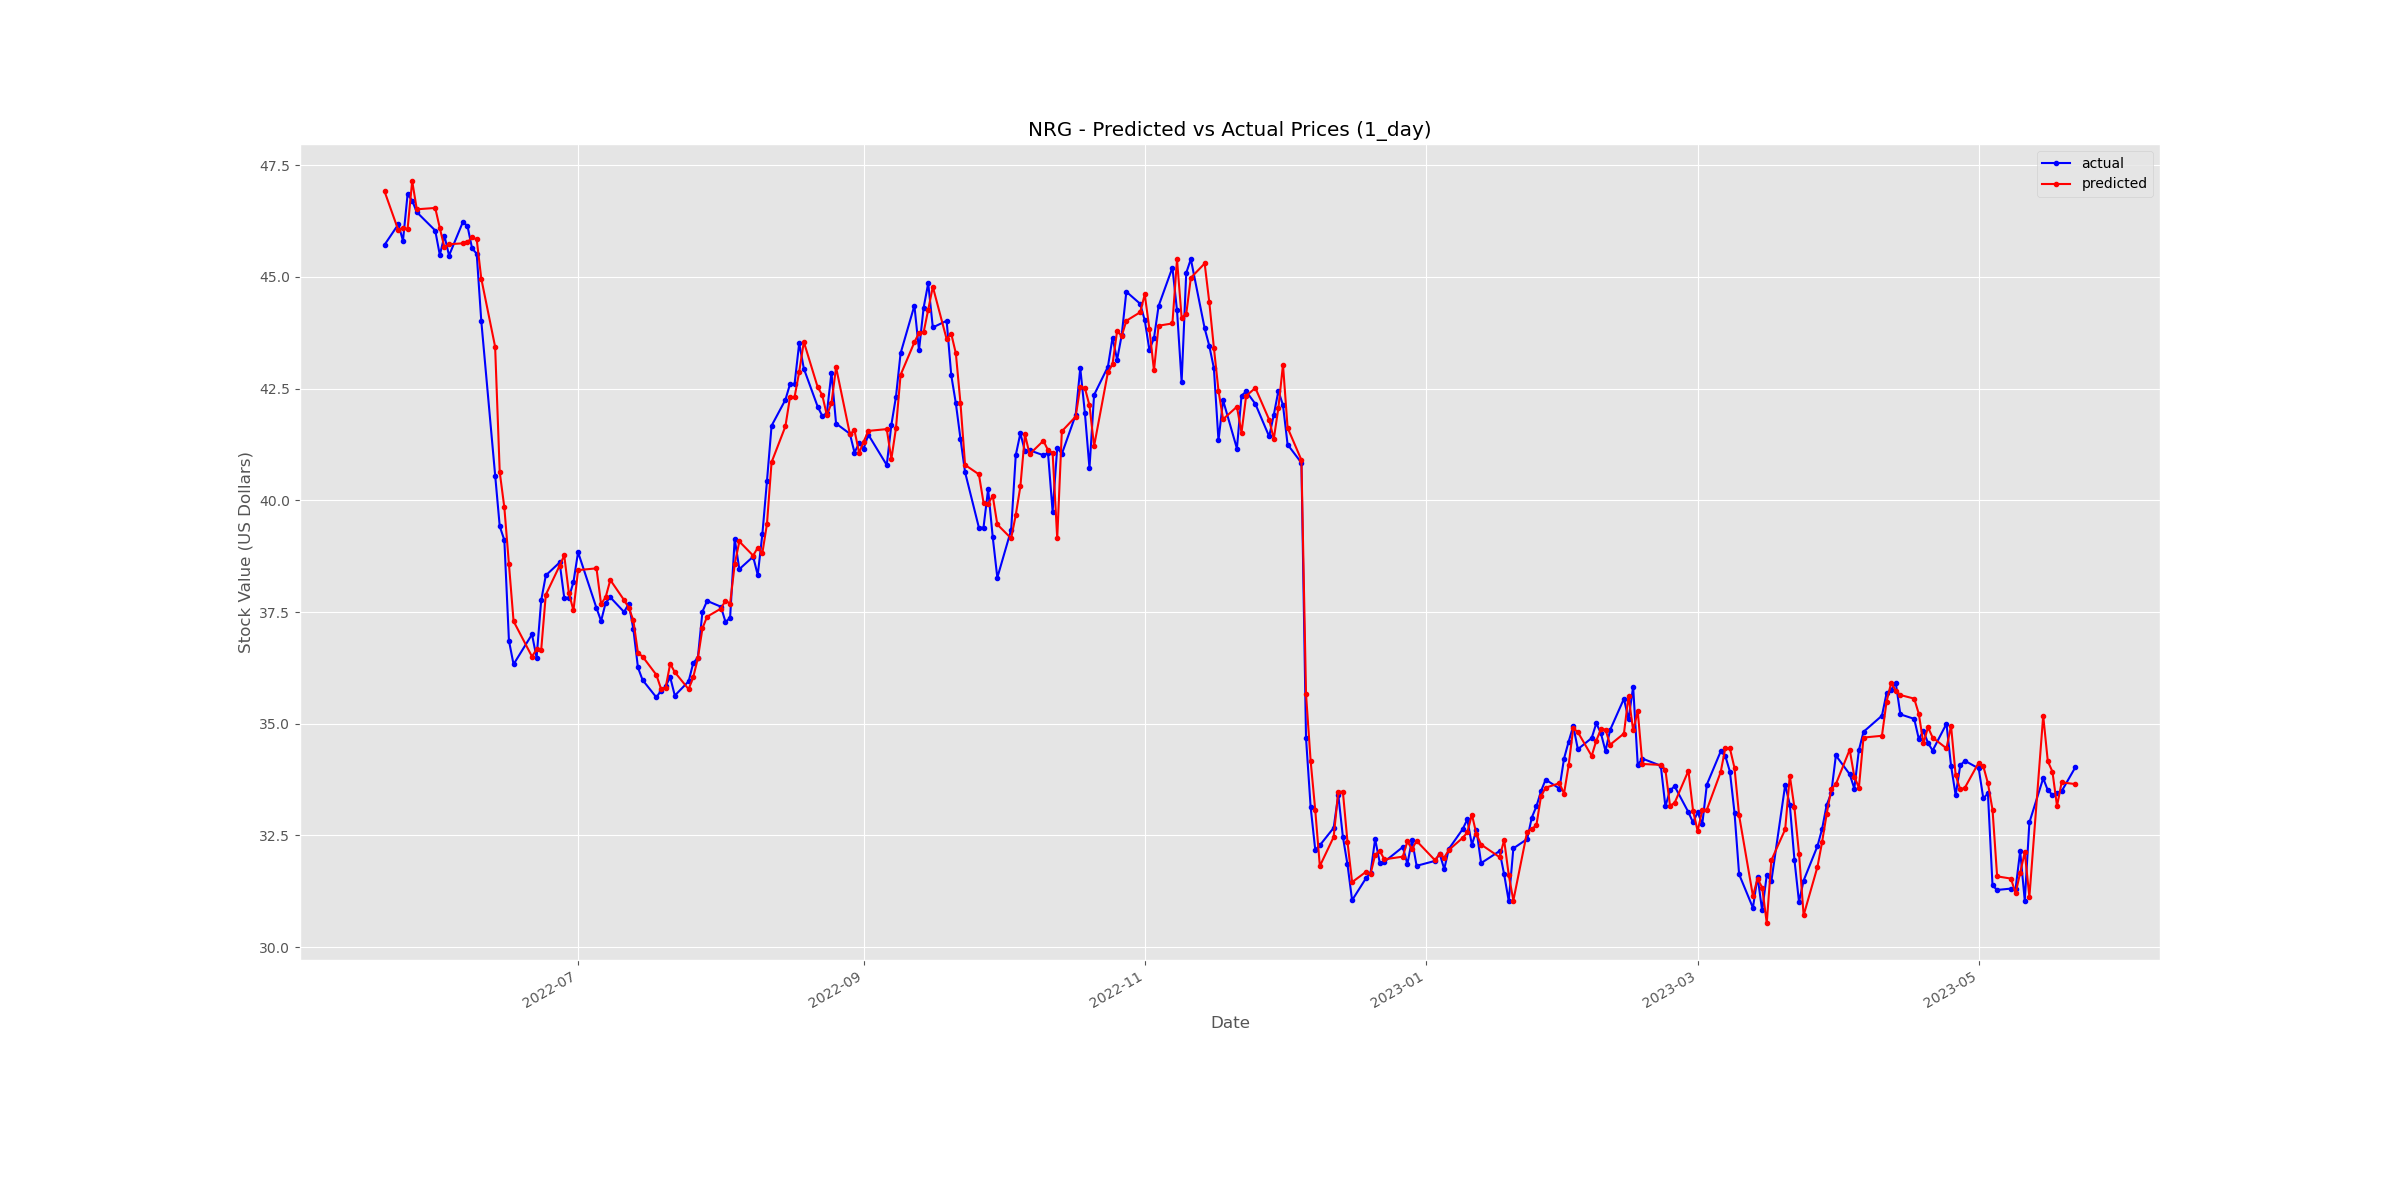 NRG - Predicted vs Actual Prices (1_day)
47.5
45.0
42.5
40.0
37.5
35.0
32.5
30.0
Stock Value (US Dollars)
actual
predicted
2022-07
2022-09
2022-11
2023-01
2023-03
2023-05
Date